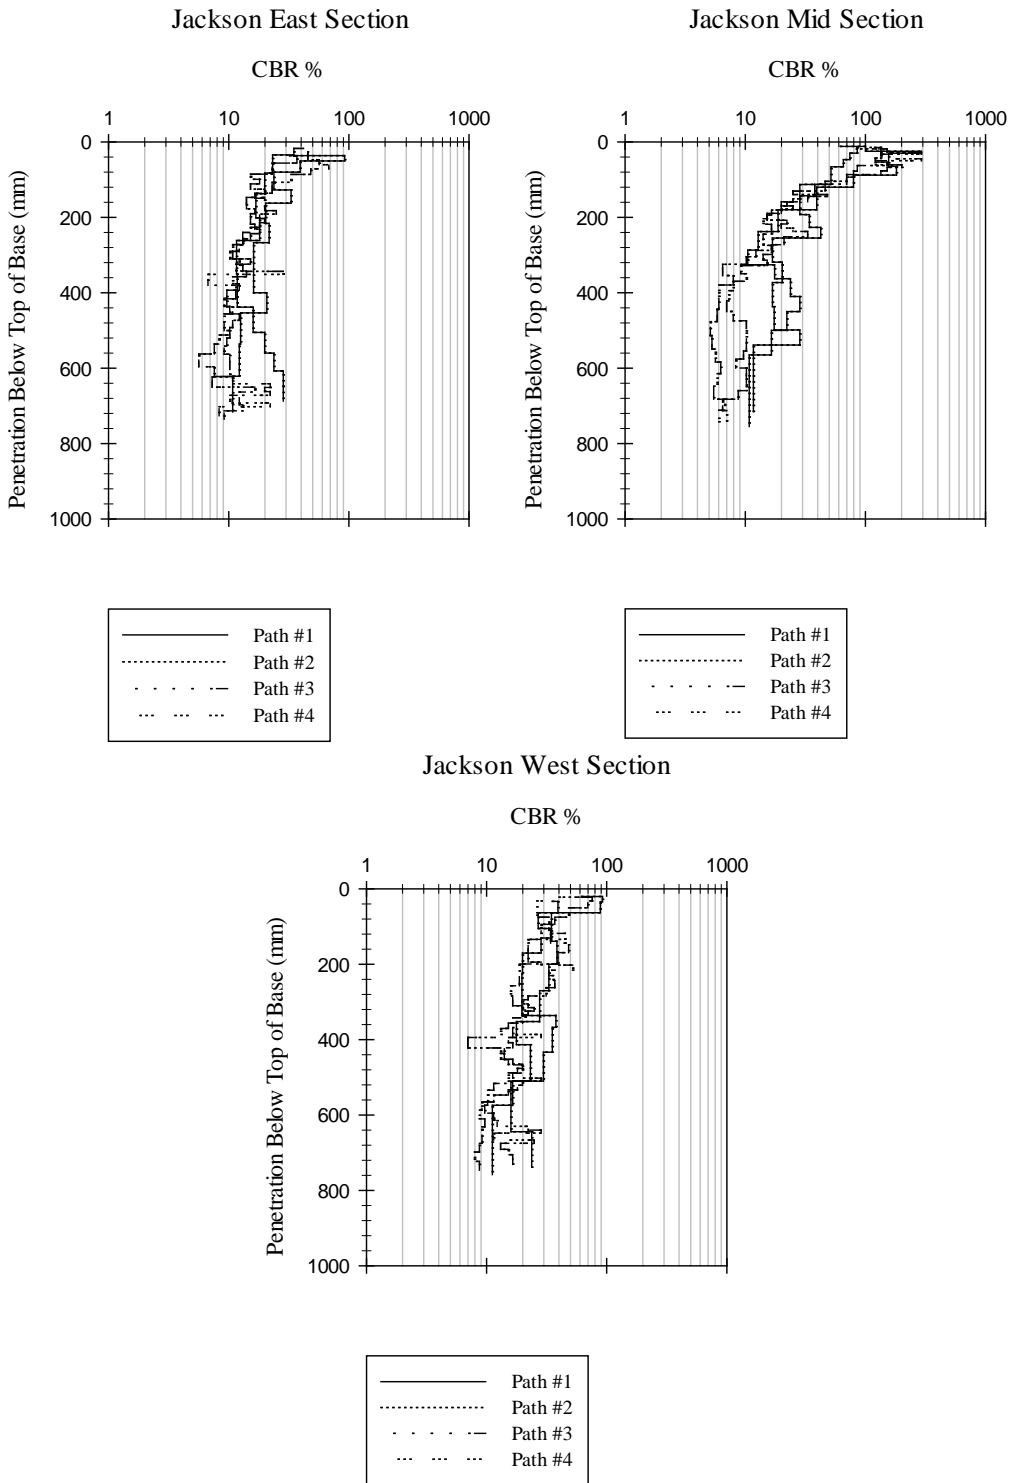 Jackson East Section
CBR %
1 10 100 1000
0
200
400
600
800
1000
Penetration Below Top of Base (mm)
Path #1
Path #2
Path #3
Path #4
Jackson Mid Section
CBR %
1 10 100 1000
0
200
400
600
800
1000
Penetration Below Top of Base (mm)
Path #1
Path #2
Path #3
Path #4
Jackson West Section
CBR %
1 10 100 1000
0
200
400
600
800
1000
Penetration Below Top of Base (mm)
Path #1
Path #2
Path #3
Path #4